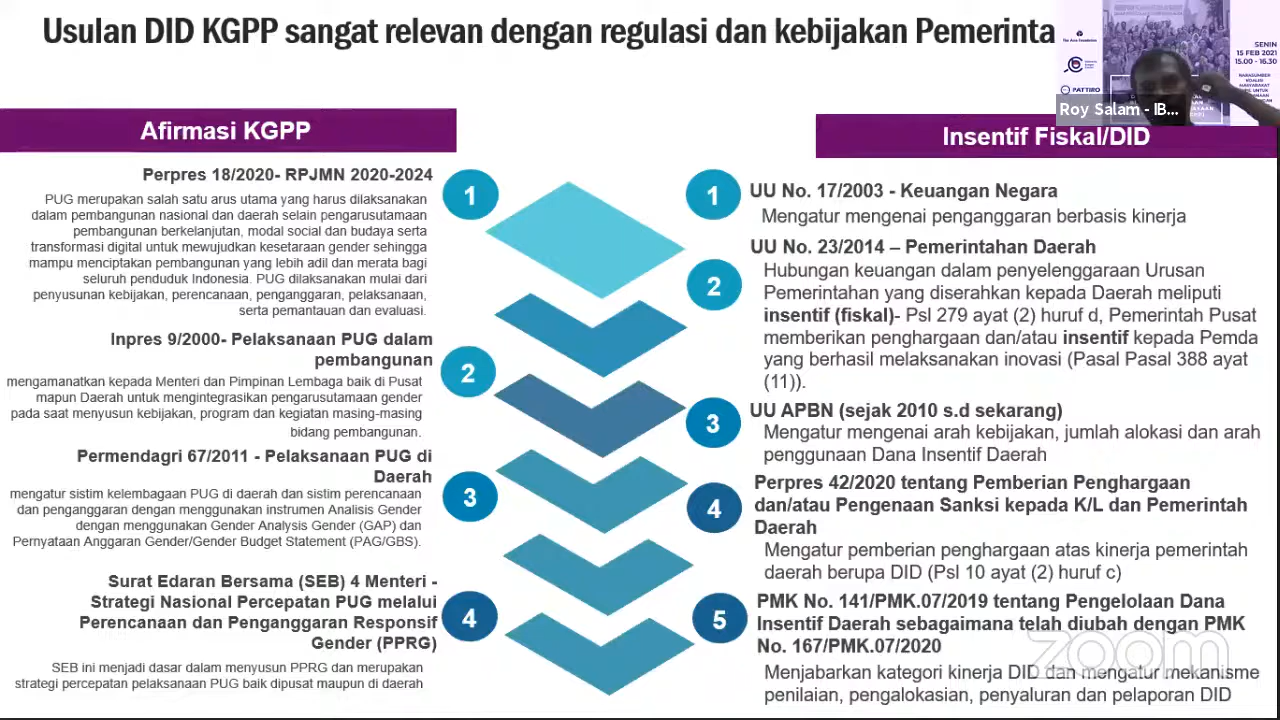 Usulan DID KGPP sangat relevan dengan regulasi dan kebijakan Pemerinta
The Asia Foundation
PATTIRO
SENIN
15 FEB 2021
15.00 - 16.30
NARASUMBER
Roy Salam - IB...
Afirmasi KGPP
Perpres 18/2020- RPJMN 2020-2024
PUG merupakan salah satu arus utama yang harus dilaksanakan
dalam pembangunan nasional dan daerah selain pengarusutamaan
pembangunan berkelanjutan, modal social dan budaya serta
transformasi digital untuk mewujudkan kesetaraan gender sehingga
mampu menciptakan pembangunan yang lebih adil dan merata bagi
seluruh penduduk Indonesia. PUG dilaksanakan mulai dari
penyusunan kebijakan, perencanaan, penganggaran, pelaksanaan,
serta pemantauan dan evaluasi.
1
Inpres 9/2000- Pelaksanaan PUG dalam
pembangunan
mengamanatkan kepada Menteri dan Pimpinan Lembaga baik di Pusat
mapun Daerah untuk mengintegrasikan pengarusutamaan gender
pada saat menyusun kebijakan, program dan kegiatan masing-masing
bidang pembangunan.
2
Permendagri 67/2011 - Pelaksanaan PUG di
Daerah
mengatur sistim kelembagaan PUG di daerah dan sistim perencanaan
dan penganggaran dengan menggunakan instrumen Analisis Gender
dengan menggunakan Gender Analysis Gender (GAP) dan
Pernyataan Anggaran Gender/Gender Budget Statement (PAG/GBS).
3
Surat Edaran Bersama (SEB) 4 Menteri -
Strategi Nasional Percepatan PUG melalui
Perencanaan dan Penganggaran Responsif
Gender (PPRG)
SEB ini menjadi dasar dalam menyusun PPRG dan merupakan
strategi percepatan pelaksanaan PUG baik dipusat maupun di daerah
4
Insentif Fiskal/DID
1
UU No. 17/2003 - Keuangan Negara
Mengatur mengenai penganggaran berbasis kinerja
2
UU No. 23/2014 – Pemerintahan Daerah
Hubungan keuangan dalam penyelenggaraan Urusan
Pemerintahan yang diserahkan kepada Daerah meliputi
insentif (fiskal)- Psl 279 ayat (2) huruf d, Pemerintah Pusat
memberikan penghargaan dan/atau insentif kepada Pemda
yang berhasil melaksanakan inovasi (Pasal Pasal 388 ayat
(11)).
3
UU APBN (sejak 2010 s.d sekarang)
Mengatur mengenai arah kebijakan, jumlah alokasi dan arah
penggunaan Dana Insentif Daerah
4
Perpres 42/2020 tentang Pemberian Penghargaan
dan/atau Pengenaan Sanksi kepada K/L dan Pemerintah
Daerah
Mengatur pemberian penghargaan atas kinerja pemerintah
daerah berupa DID (Psl 10 ayat (2) huruf c)
5
PMK No. 141/PMK.07/2019 tentang Pengelolaan Dana
Insentif Daerah sebagaimana telah diubah dengan PMK
No. 167/PMK.07/2020
Menjabarkan kategori kinerja DID dan mengatur mekanisme
penilaian, pengalokasian, penyaluran dan pelaporan DID
zoom